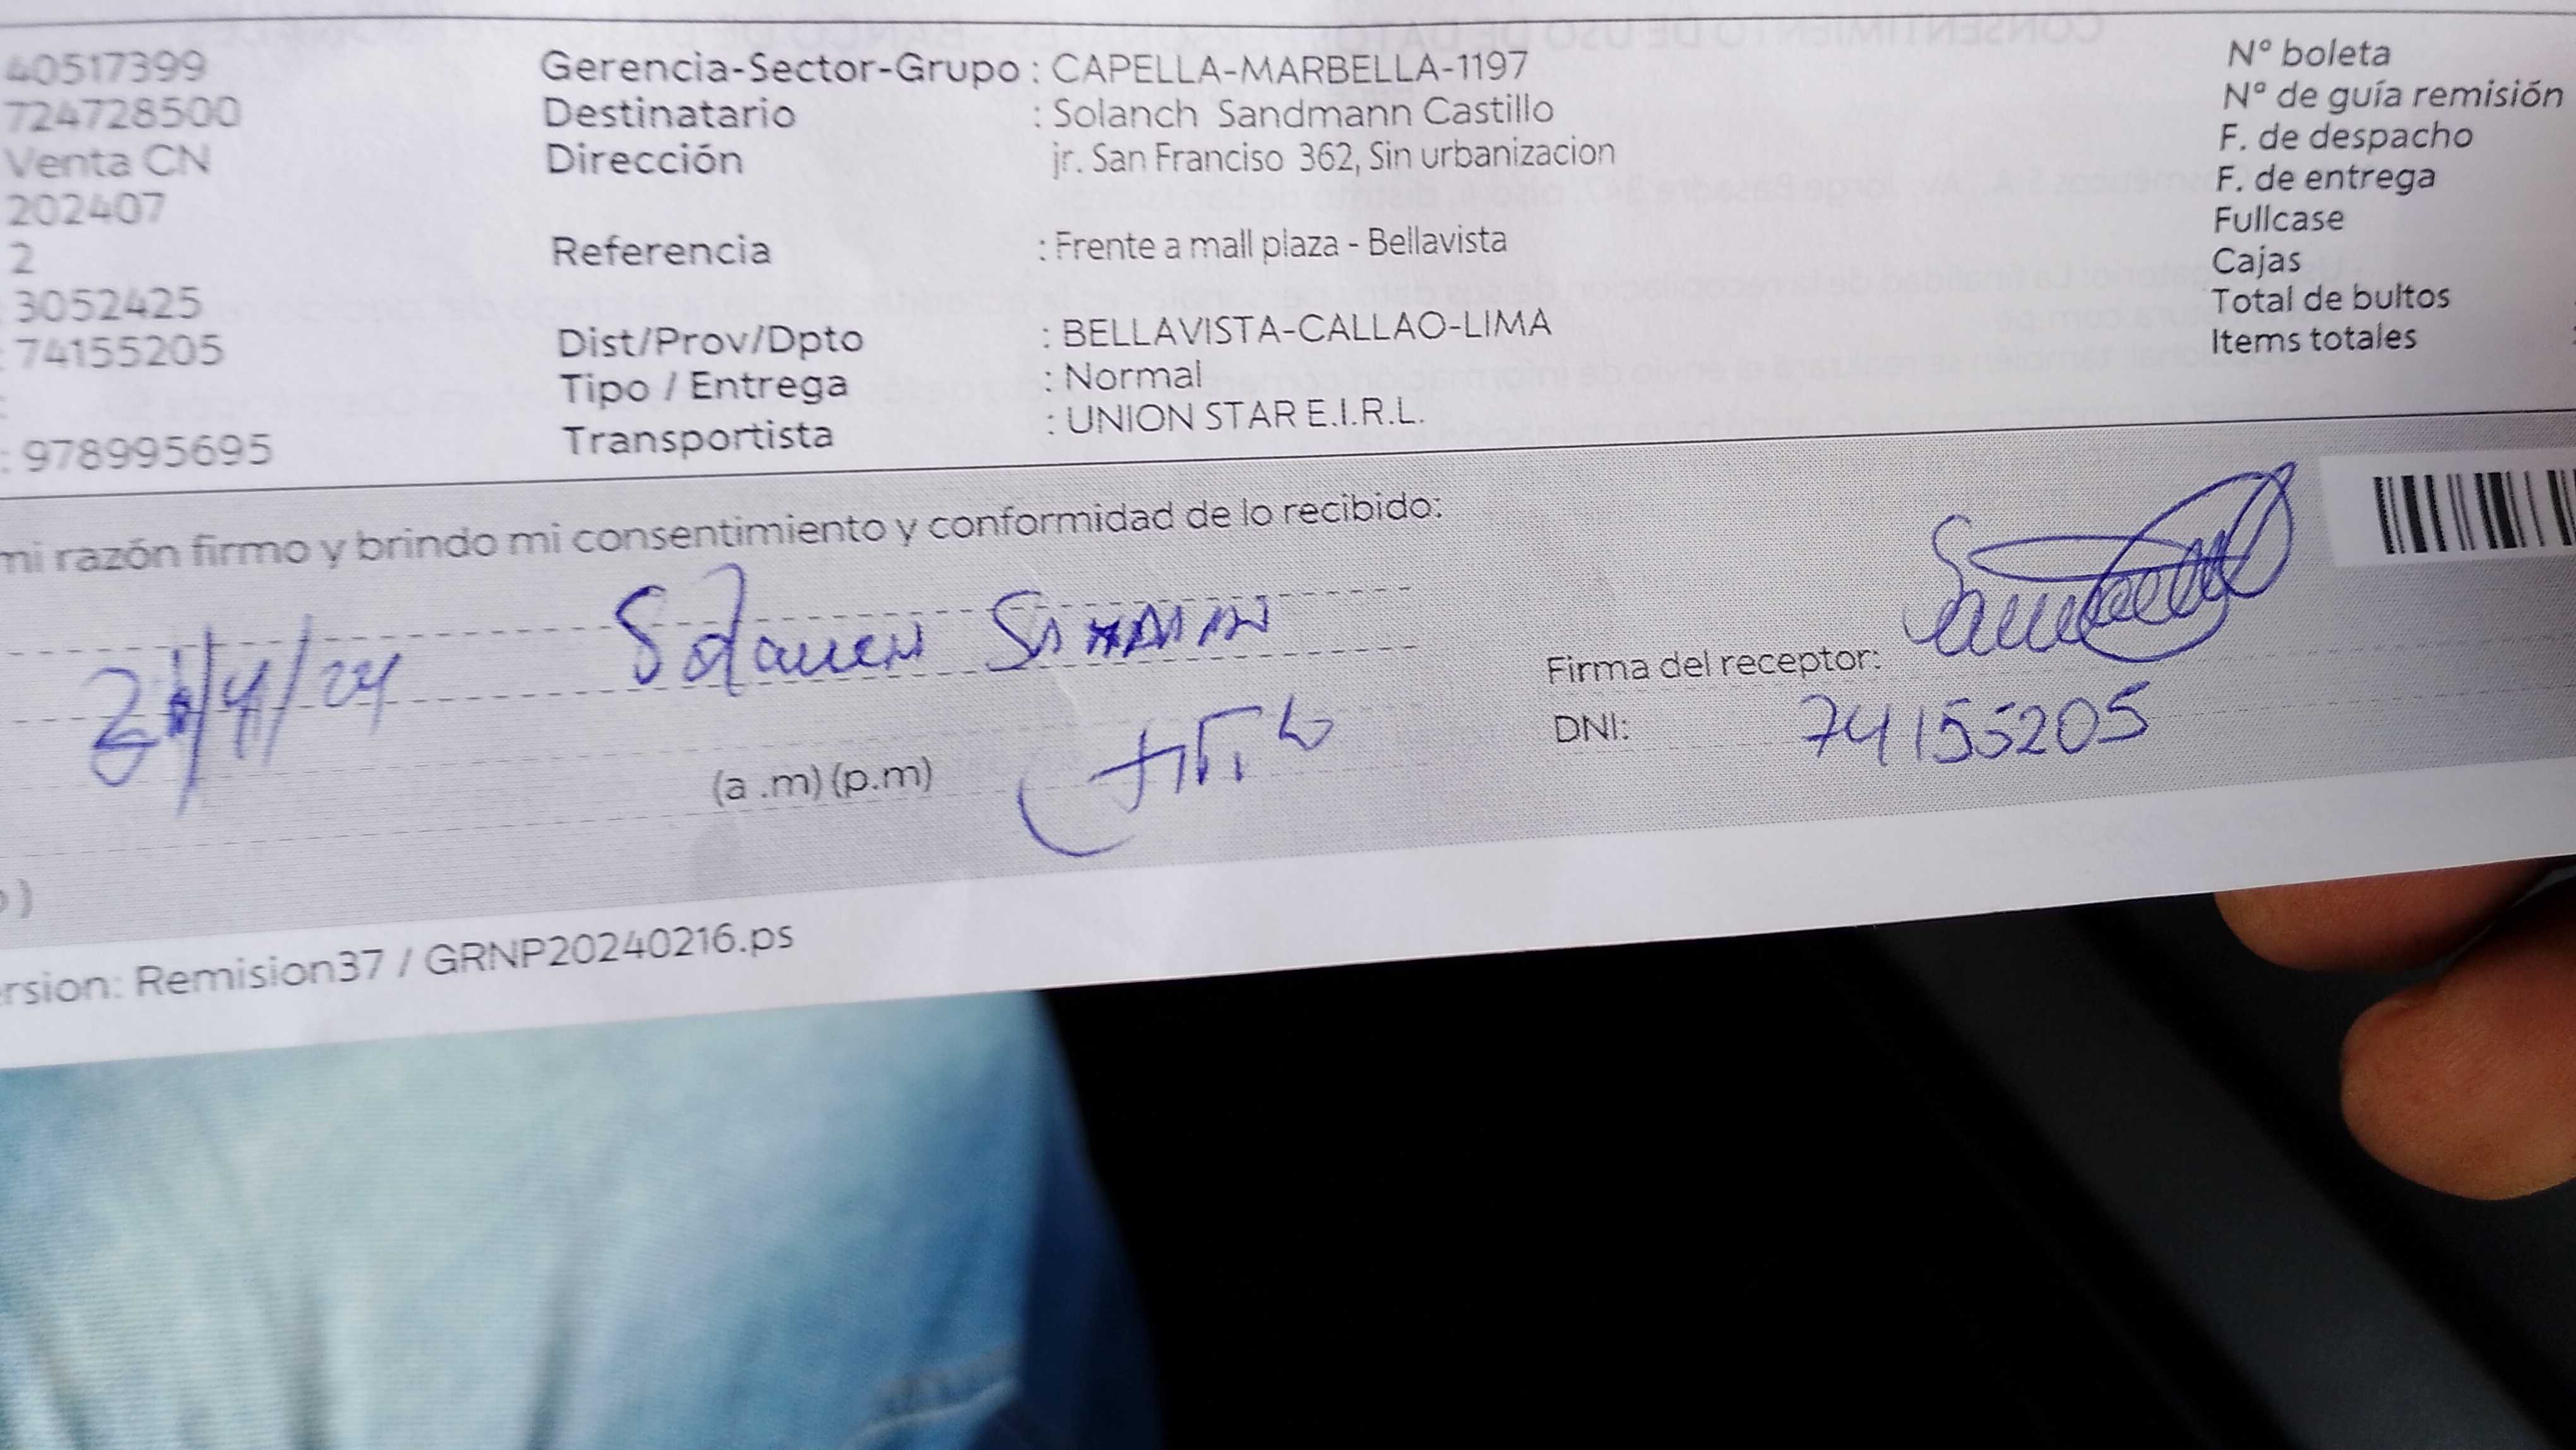 40517399 Gerencia-Sector-Grupo : CAPELLA-MARBELLA-1197 N° boleta
724728500 Destinatario : Solanch Sandmann Castillo N° de guía remisión
Venta CN Dirección jr. San Franciso 362, Sin urbanizacion F. de despacho
202407 F. de entrega
2 Referencia : Frente a mall plaza - Bellavista Fullcase
: 3052425 Cajas
: 74155205 Dist/Prov/Dpto : BELLAVISTA-CALLAO-LIMA Total de bultos
: Tipo / Entrega : Normal Items totales
: 978995695 Transportista : UNION STAR E.I.R.L.
mi razón firmo y brindo mi consentimiento y conformidad de lo recibido:
Firma del receptor:
(a .m) (p.m) DNI: 74155205
rsion: Remision37 / GRNP20240216.ps